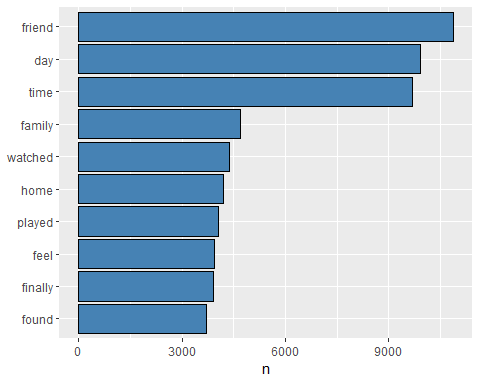 friend
day
time
family
watched
home
played
feel
finally
found
0 3000 6000 9000
n